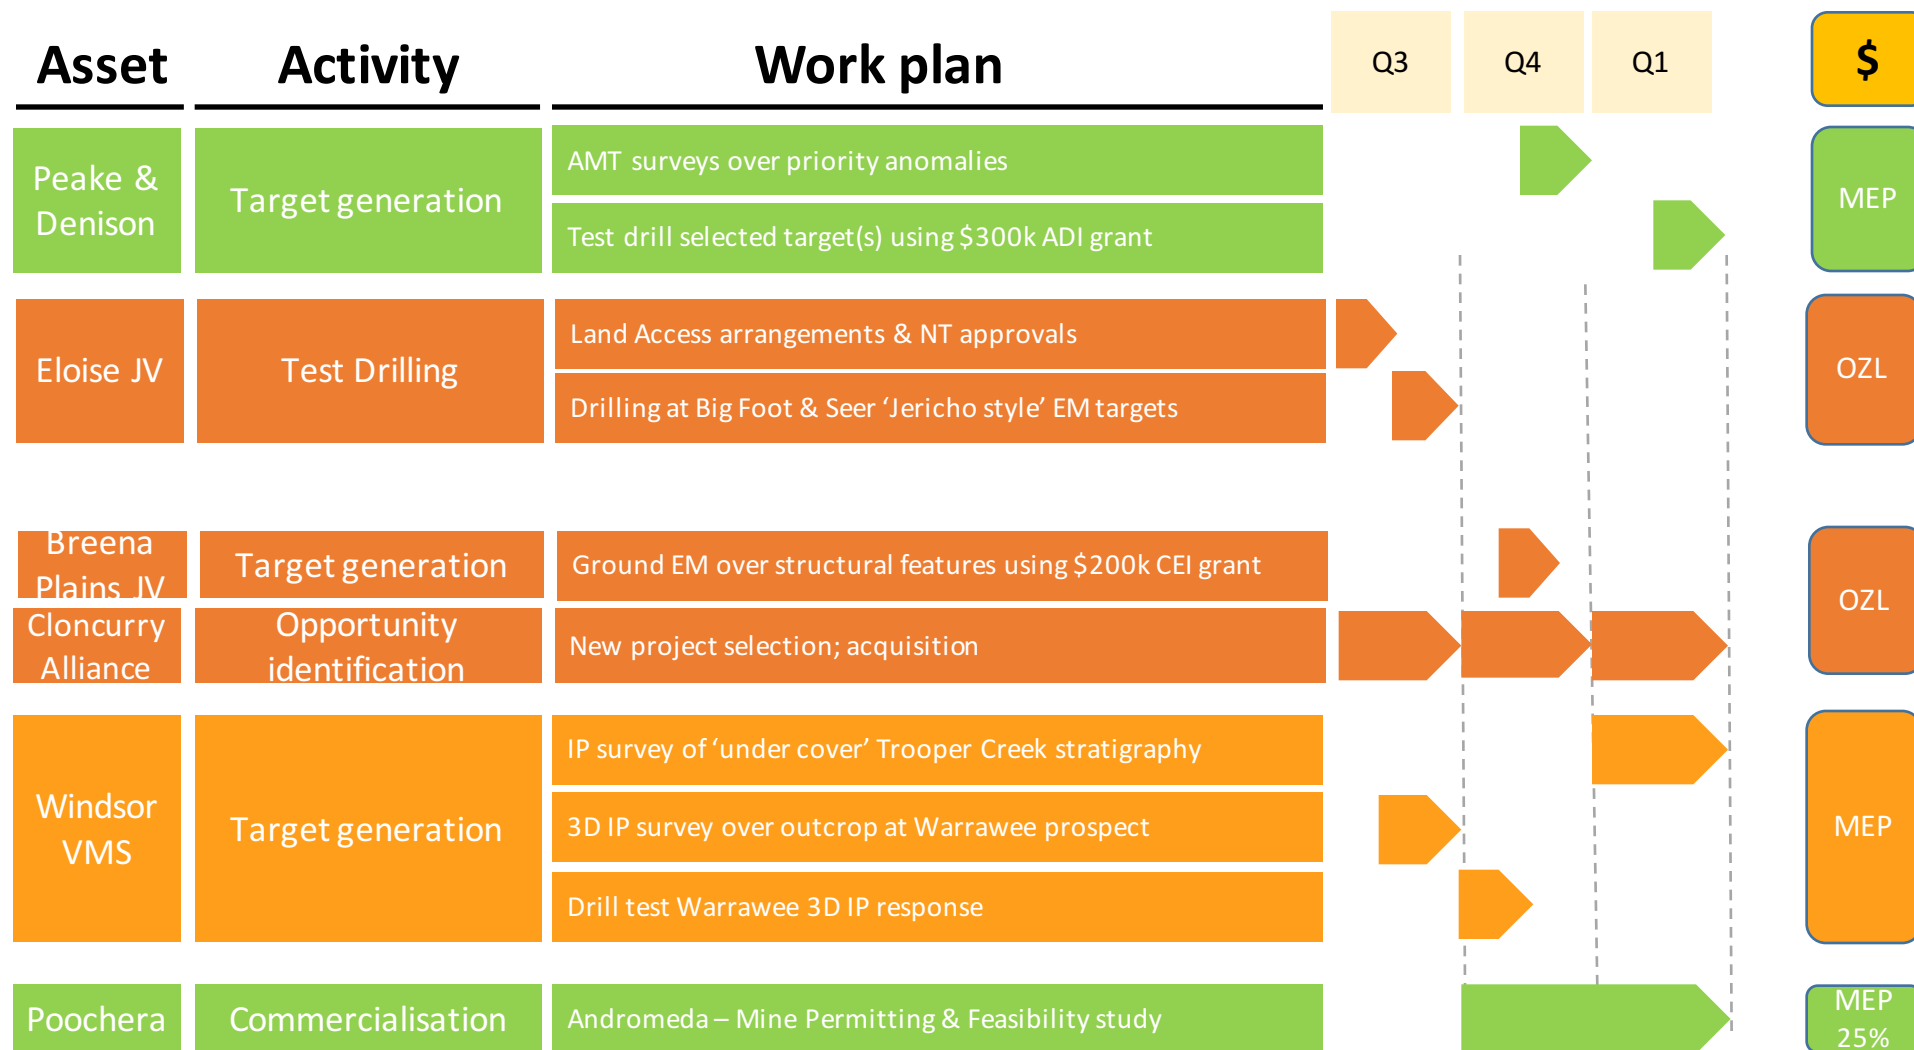 Asset Activity Work plan Q3 Q4 Q1 $
Peake &
Denison
Target generation
AMT surveys over priority anomalies
Test drill selected target(s) using $300k ADI grant
MEP
Eloise JV
Test Drilling
Land Access arrangements & NT approvals
Drilling at Big Foot & Seer ‘Jericho style’ EM targets
OZL
Breena
Plains JV
Target generation
Ground EM over structural features using $200k CEI grant
Cloncurry
Alliance
Opportunity
identification
New project selection; acquisition
OZL
Windsor
VMS
Target generation
IP survey of ‘under cover’ Trooper Creek stratigraphy
3D IP survey over outcrop at Warrawee prospect
Drill test Warrawee 3D IP response
MEP
Poochera
Commercialisation
Andromeda – Mine Permitting & Feasibility study
MEP
25%